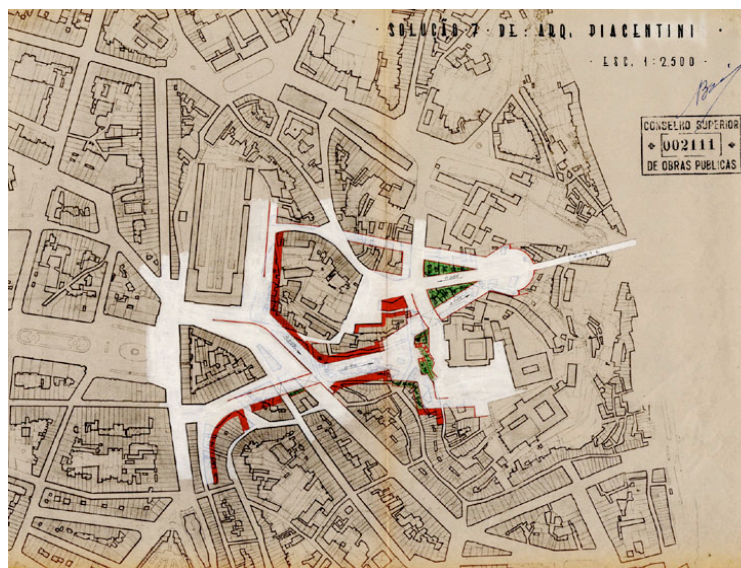 · SOLUÇÃO 7 · DE · ARQ. PIACENTINI ·
· ESC. 1:2500 ·
CONSELHO SUPERIOR
002111
DE OBRAS PUBLICAS